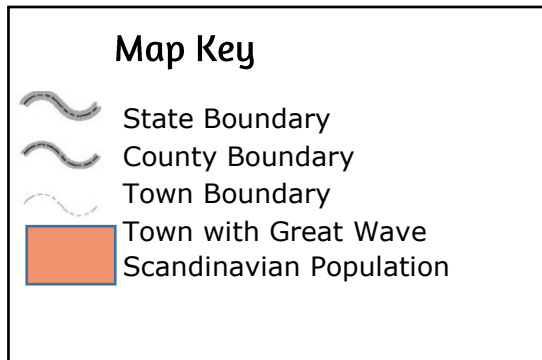 Map Key
State Boundary
County Boundary
Town Boundary
Town with Great Wave
Scandinavian Population